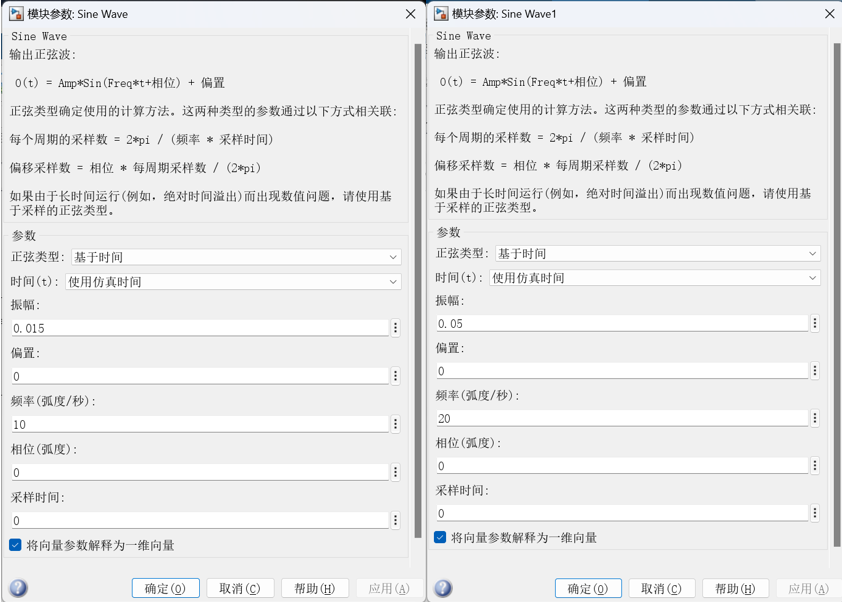 模块参数: Sine Wave
Sine Wave
输出正弦波:
O(t) = Amp*Sin(Freq*t+相位) + 偏置
正弦类型确定使用的计算方法。这两种类型的参数通过以下方式相关联:
每个周期的采样数 = 2*pi / (频率 * 采样时间)
偏移采样数 = 相位 * 每周期采样数 / (2*pi)
如果由于长时间运行(例如，绝对时间溢出)而出现数值问题，请使用基
于采样的正弦类型。
参数
正弦类型: 基于时间
时间(t): 使用仿真时间
振幅:
0.015
偏置:
0
频率(弧度/秒):
10
相位(弧度):
0
采样时间:
0
将向量参数解释为一维向量
确定(O) 取消(C) 帮助(H) 应用(A)
模块参数: Sine Wave1
Sine Wave
输出正弦波:
O(t) = Amp*Sin(Freq*t+相位) + 偏置
正弦类型确定使用的计算方法。这两种类型的参数通过以下方式相关联:
每个周期的采样数 = 2*pi / (频率 * 采样时间)
偏移采样数 = 相位 * 每周期采样数 / (2*pi)
如果由于长时间运行(例如，绝对时间溢出)而出现数值问题，请使用基
于采样的正弦类型。
参数
正弦类型: 基于时间
时间(t): 使用仿真时间
振幅:
0.05
偏置:
0
频率(弧度/秒):
20
相位(弧度):
0
采样时间:
0
将向量参数解释为一维向量
确定(O) 取消(C) 帮助(H) 应用(A)